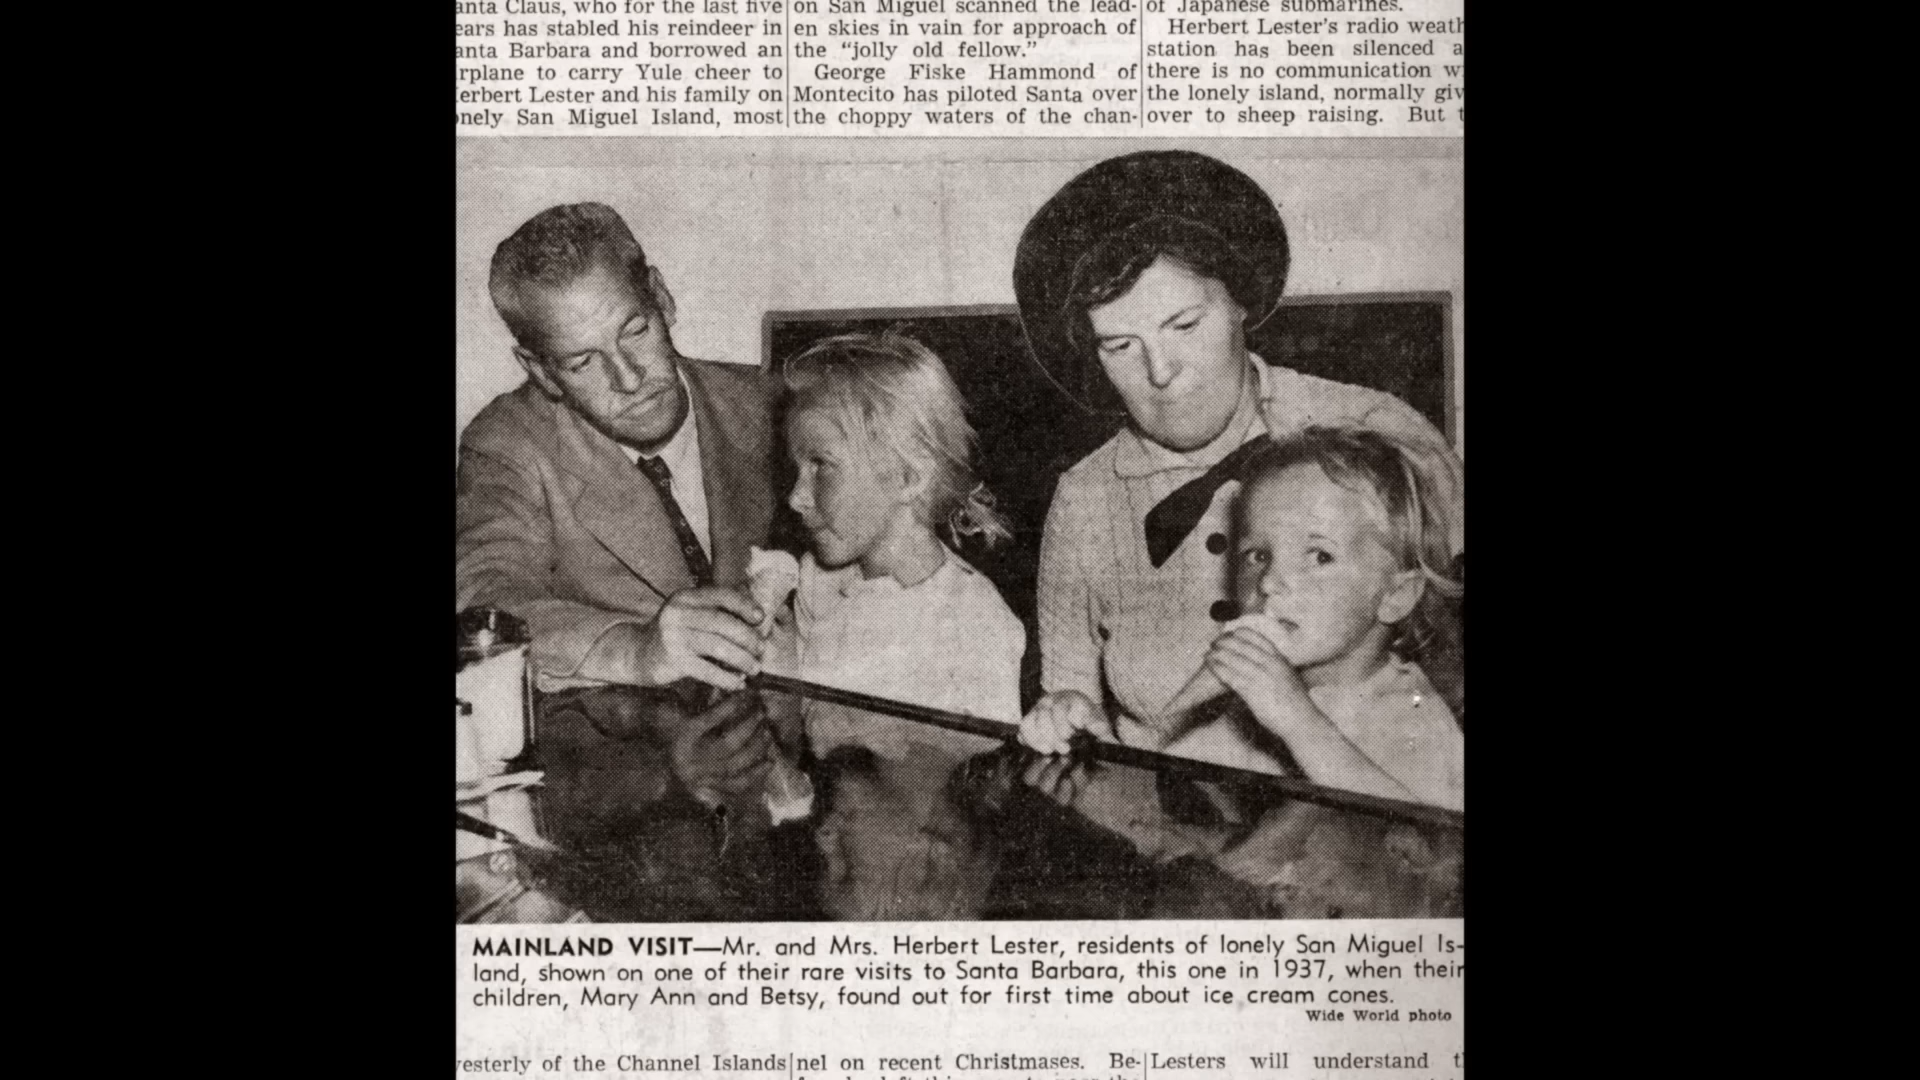 anta Claus, who for the last five
ears has stabled his reindeer in
anta Barbara and borrowed an
rplane to carry Yule cheer to
erbert Lester and his family on
nely San Miguel Island, most
on San Miguel scanned the lead-
en skies in vain for approach of
the “jolly old fellow.”
George Fiske Hammond of
Montecito has piloted Santa over
the choppy waters of the chan-
of Japanese submarines.
Herbert Lester's radio weath
station has been silenced a
there is no communication w
the lonely island, normally giv
over to sheep raising. But t
MAINLAND VISIT—Mr. and Mrs. Herbert Lester, residents of lonely San Miguel Is-
land, shown on one of their rare visits to Santa Barbara, this one in 1937, when their
children, Mary Ann and Betsy, found out for first time about ice cream cones.
Wide World photo
esterly of the Channel Islands
nel on recent Christmases. Be-
Lesters will understand t